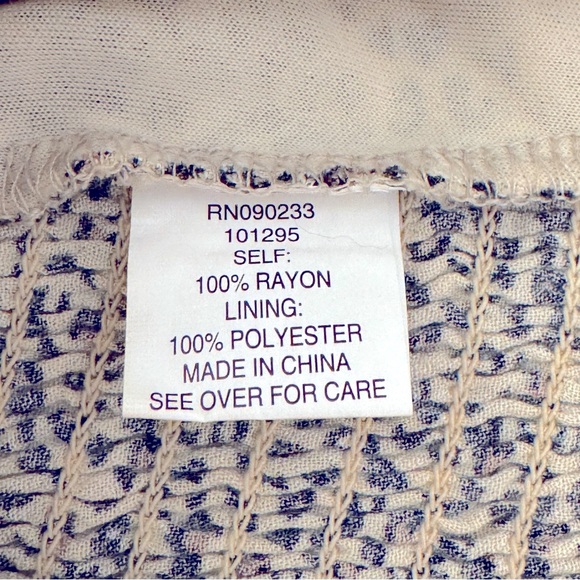 RN090233
101295
SELF:
100% RAYON
LINING:
100% POLYESTER
MADE IN CHINA
SEE OVER FOR CARE